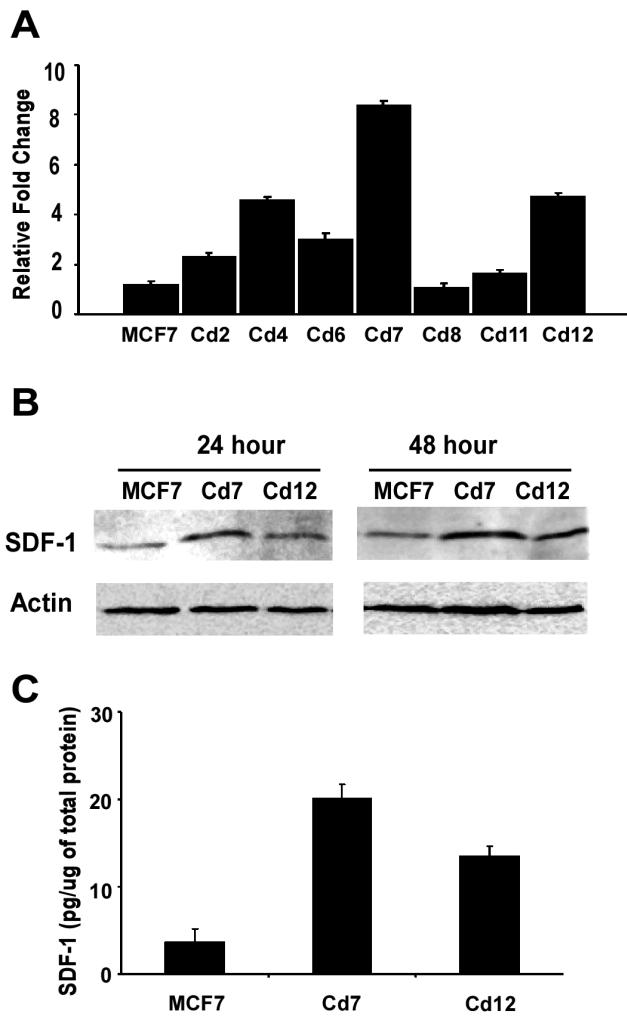 A
Relative Fold Change
10
8
6
4
2
0
MCF7 Cd2 Cd4 Cd6 Cd7 Cd8 Cd11 Cd12
B
24 hour 48 hour
MCF7 Cd7 Cd12 MCF7 Cd7 Cd12
SDF-1
Actin
C
SDF-1 (pg/ug of total protein)
30
20
10
0
MCF7 Cd7 Cd12